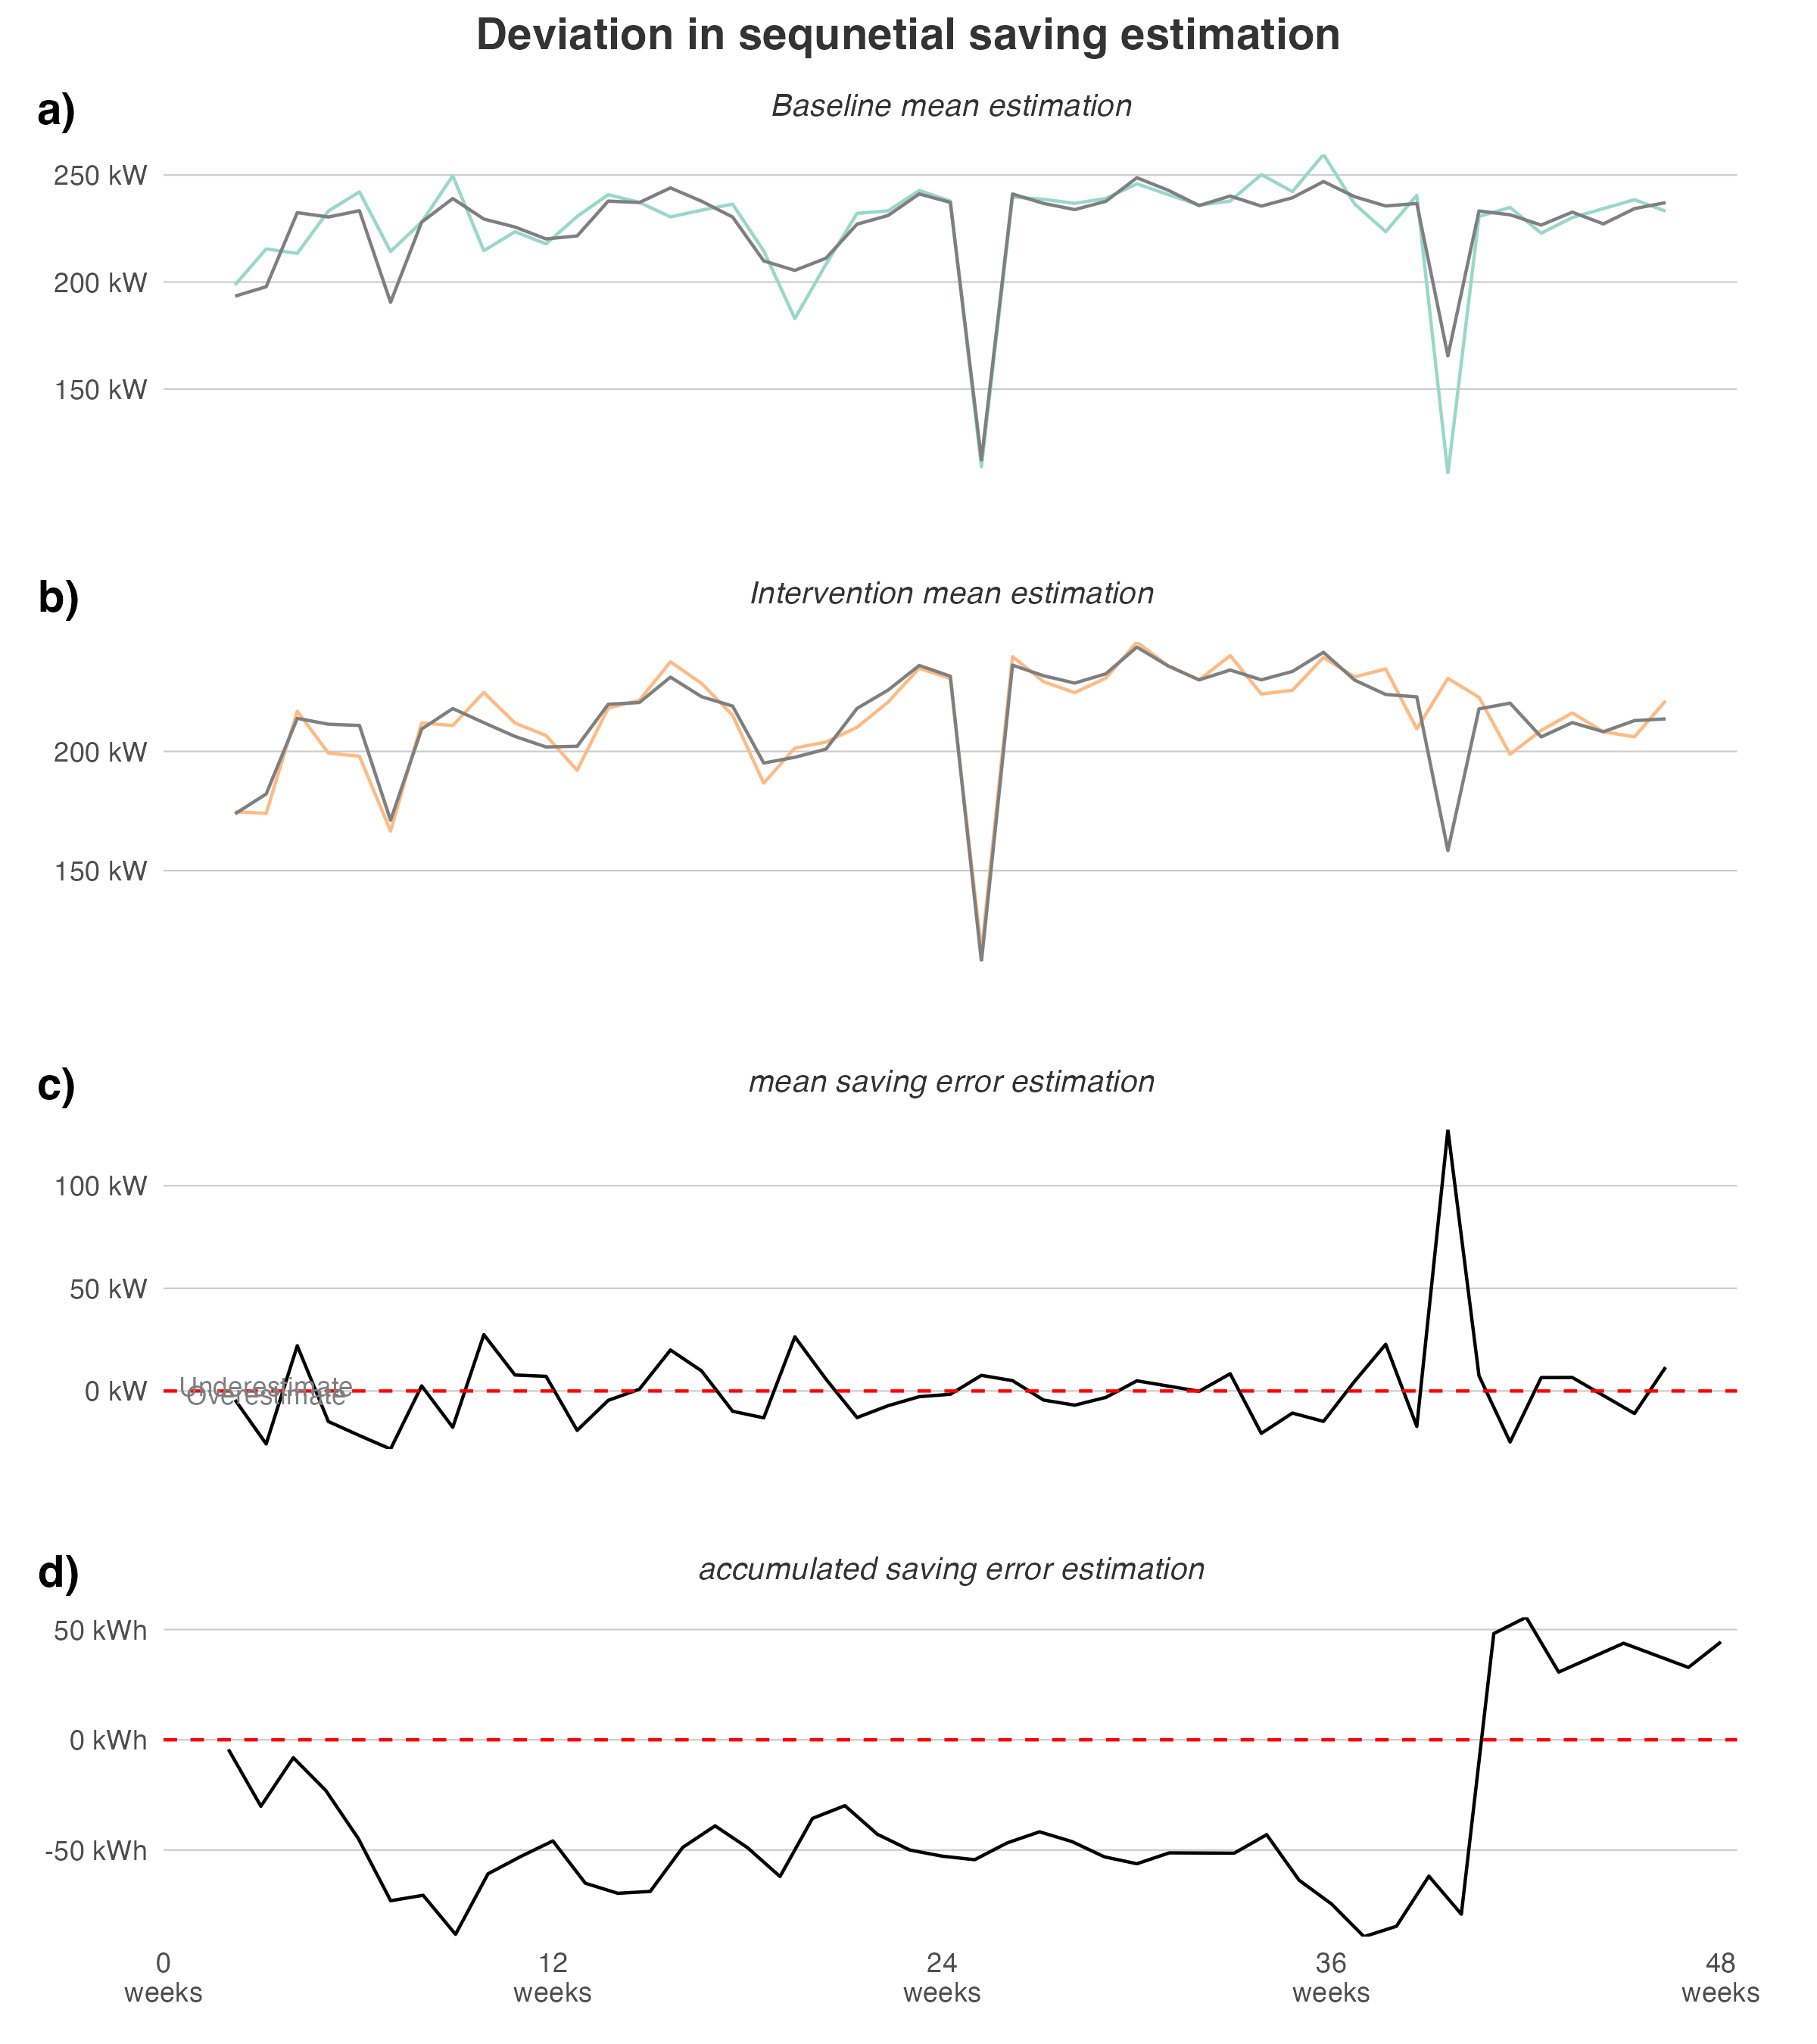 Deviation in sequnetial saving estimation
a)
Baseline mean estimation
250 kW
200 kW
150 kW
b)
Intervention mean estimation
200 kW
150 kW
c)
mean saving error estimation
100 kW
50 kW
0 kW
Underestimate
Overestimate
d)
accumulated saving error estimation
50 kWh
0 kWh
-50 kWh
0 12 24 36 48
weeks weeks weeks weeks weeks